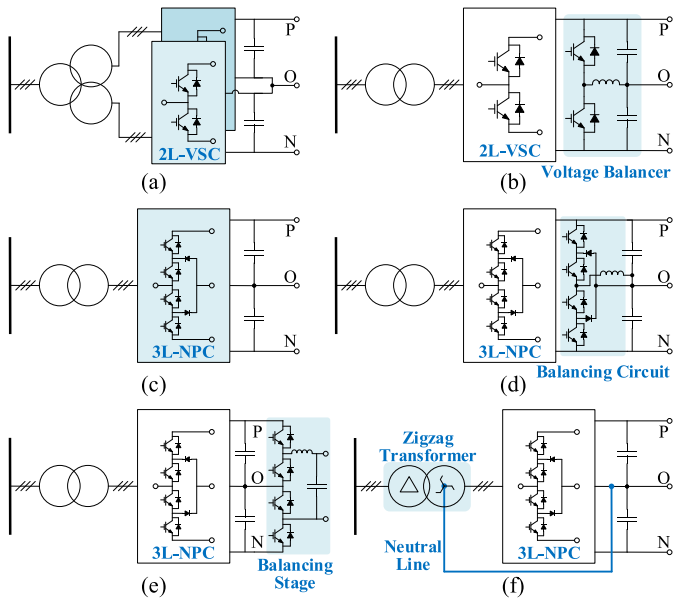 P
O
N
2L-VSC
(a)
P
O
N
2L-VSC
Voltage Balancer
(b)
P
O
N
3L-NPC
(c)
P
O
N
3L-NPC
Balancing Circuit
(d)
P
O
N
3L-NPC
Balancing
Stage
(e)
Zigzag
Transformer
P
O
N
Neutral
Line
3L-NPC
(f)